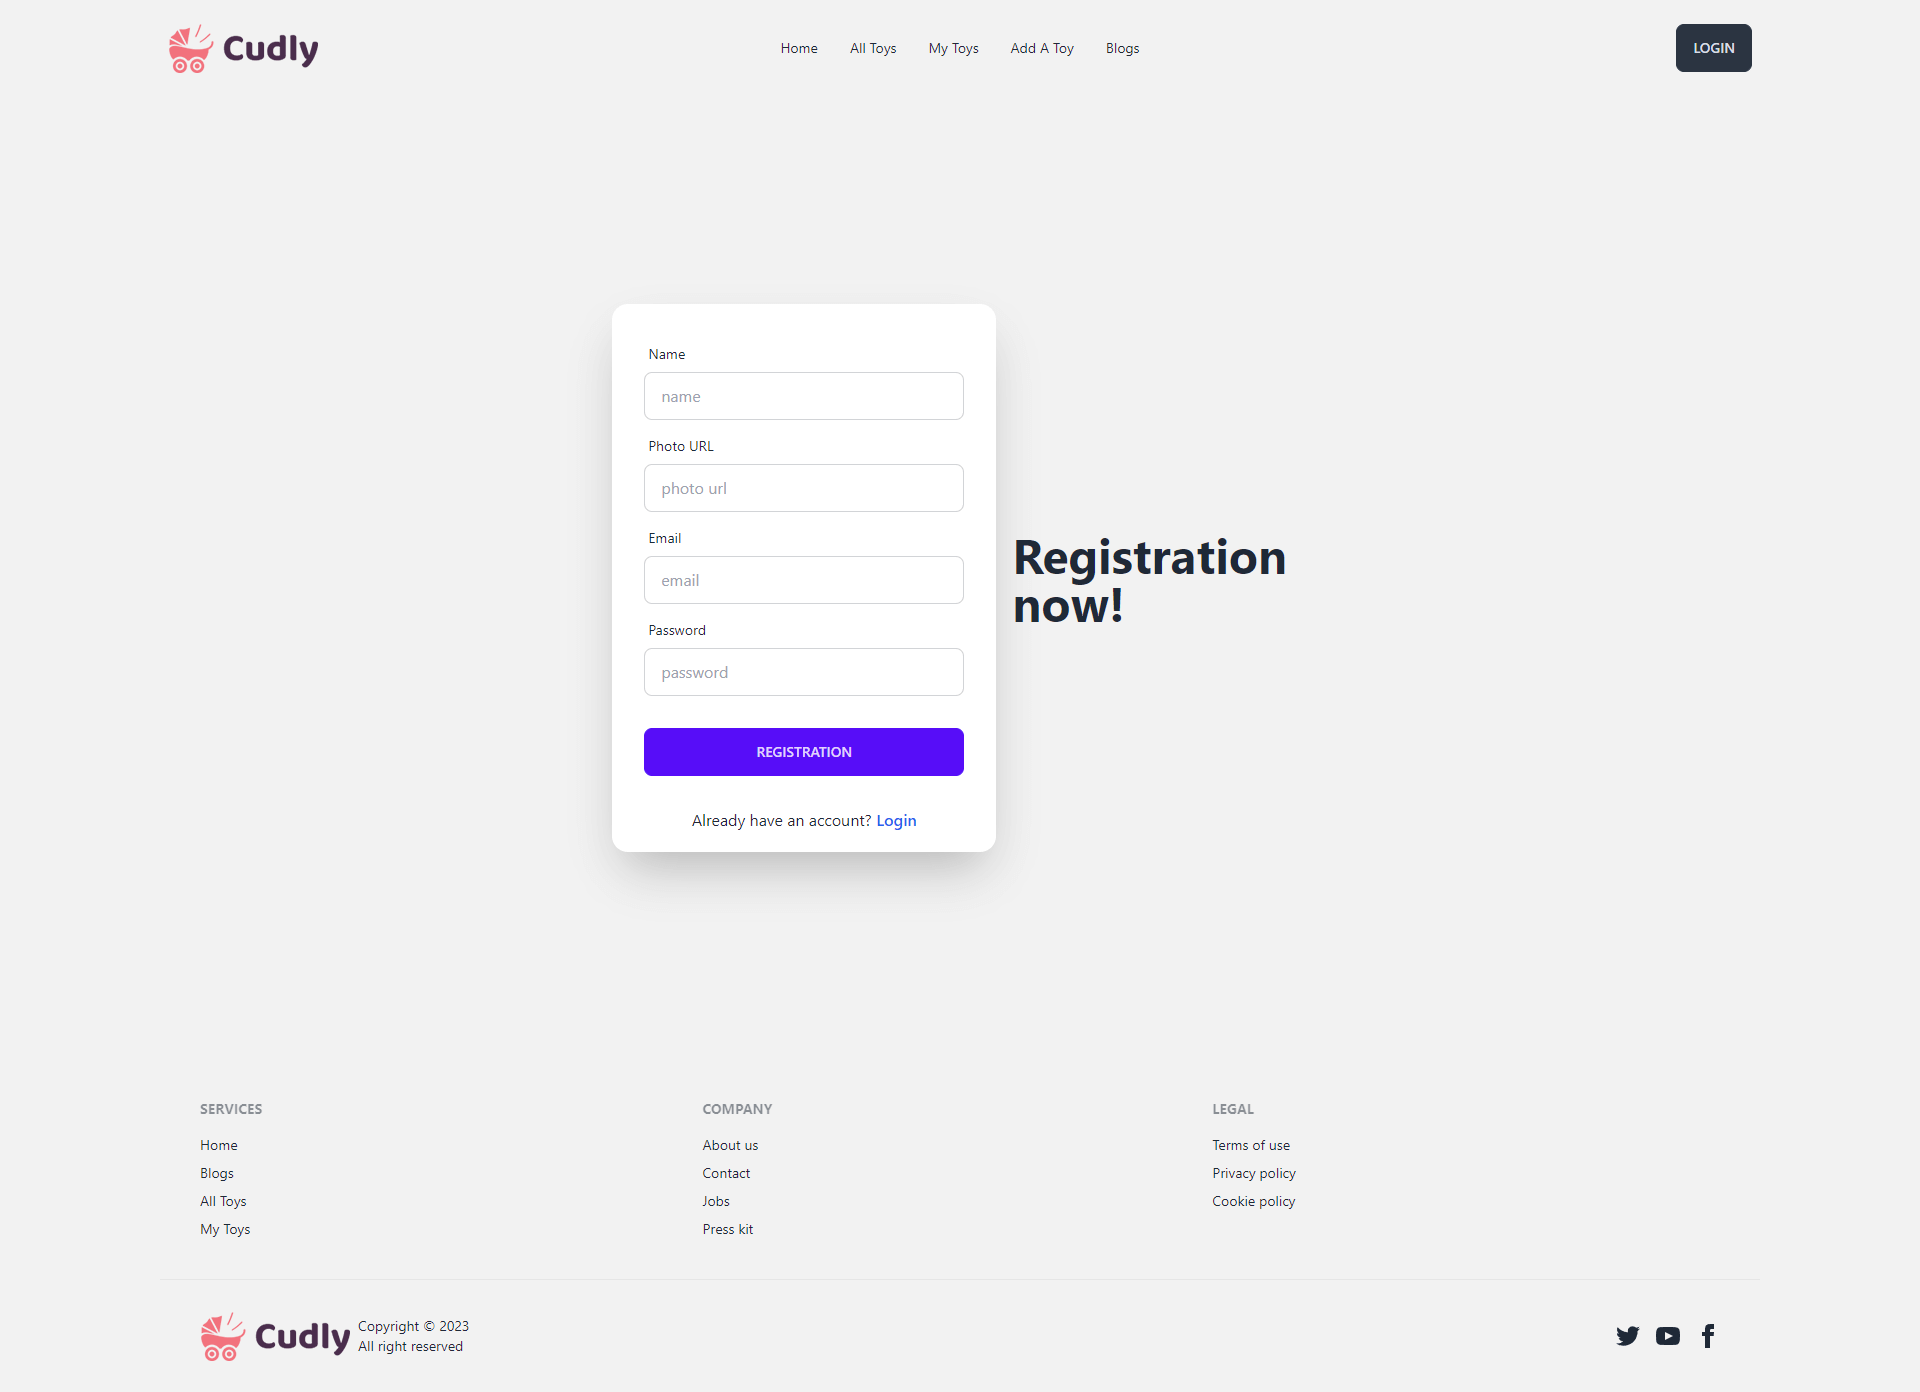 Cudly
Home
All Toys
My Toys
Add A Toy
Blogs
LOGIN
Name
name
Photo URL
photo url
Email
email
Password
password
REGISTRATION
Already have an account? Login
Registration
now!
SERVICES
Home
Blogs
All Toys
My Toys
COMPANY
About us
Contact
Jobs
Press kit
LEGAL
Terms of use
Privacy policy
Cookie policy
Cudly
Copyright © 2023
All right reserved